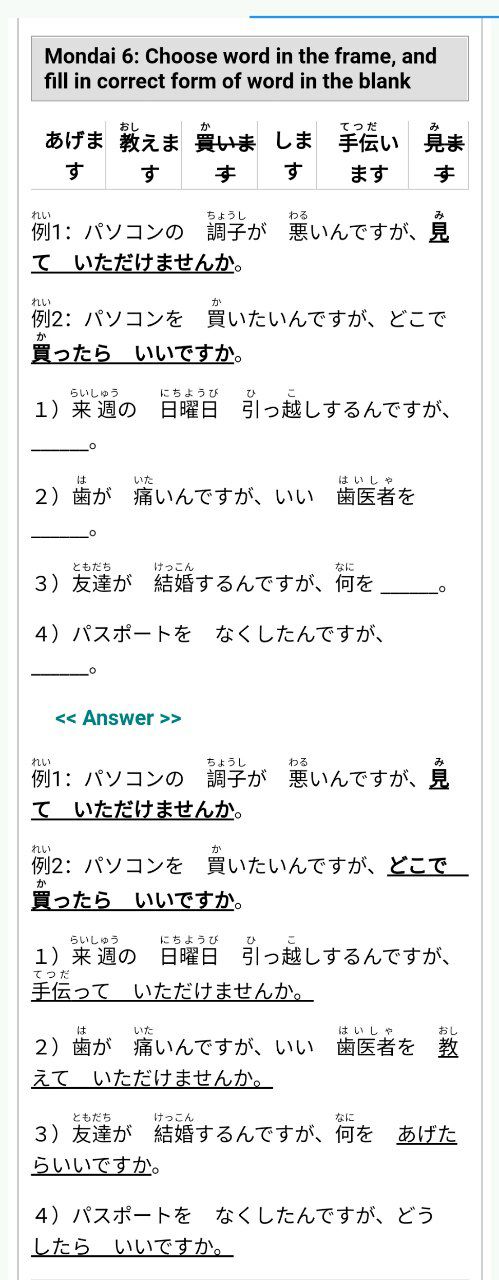 Mondai 6: Choose word in the frame, and
fill in correct form of word in the blank
あげま おし教えま か買いま しま てつだ手伝い み見ま
す す す す ます す
れい ちょうし わる み
例1: パソコンの 調子が 悪いんですが、見
て いただけませんか。
れい か
例2: パソコンを 買いたいんですが、どこで
か
買ったら いいですか。
らいしゅう にちようび ひ こ
１）来週の 日曜日 引っ越しするんですが、
______。
は いた はいしゃ
２）歯が 痛いんですが、いい 歯医者を
______。
ともだち けっこん なに
３）友達が 結婚するんですが、何を ______。
４）パスポートを なくしたんですが、
______。
<< Answer >>
れい ちょうし わる み
例1: パソコンの 調子が 悪いんですが、見
て いただけませんか。
れい か
例2: パソコンを 買いたいんですが、どこで
か
買ったら いいですか。
らいしゅう にちようび ひ こ
１）来週の 日曜日 引っ越しするんですが、
てつだ
手伝って いただけませんか。
は いた はいしゃ おし
２）歯が 痛いんですが、いい 歯医者を 教
えて いただけませんか。
ともだち けっこん なに
３）友達が 結婚するんですが、何を あげた
らいいですか。
４）パスポートを なくしたんですが、どう
したら いいですか。